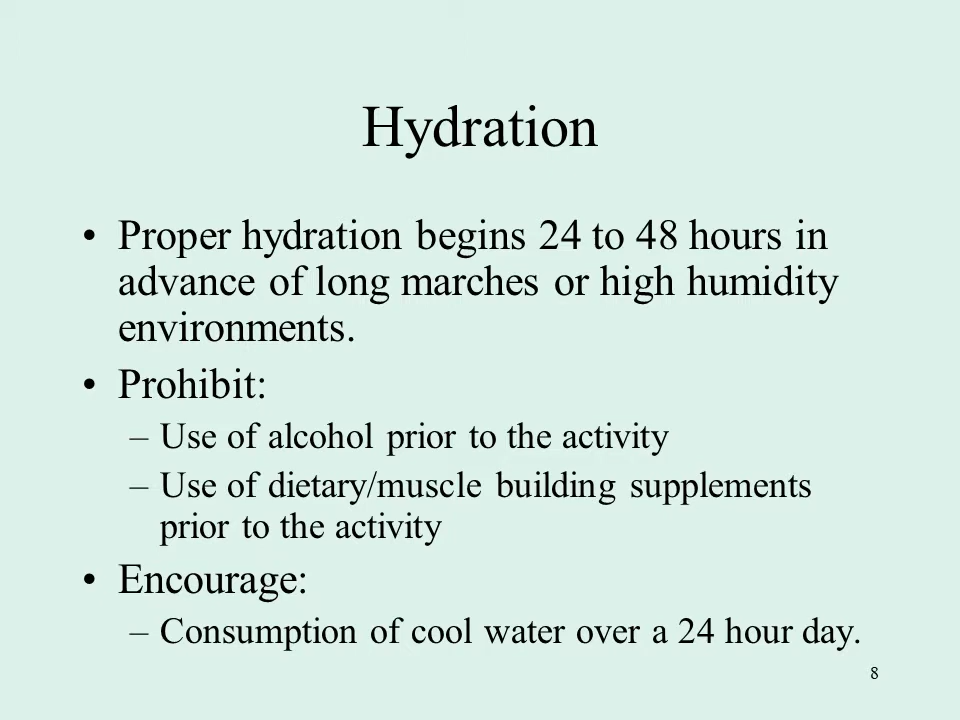 Hydration
• Proper hydration begins 24 to 48 hours in
advance of long marches or high humidity
environments.
• Prohibit:
– Use of alcohol prior to the activity
– Use of dietary/muscle building supplements
prior to the activity
• Encourage:
– Consumption of cool water over a 24 hour day.
8